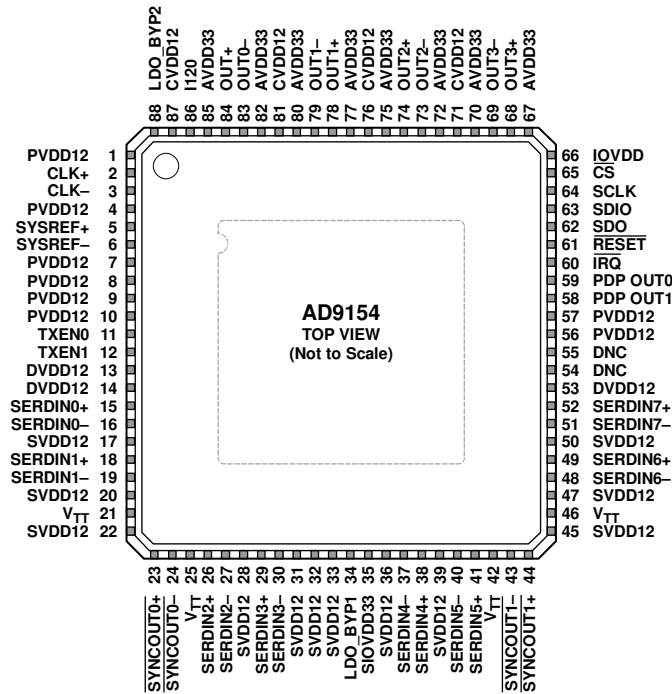 88 LDO_BYP2
87 CVDD12
86 I120
85 AVDD33
84 OUT+
83 OUT0–
82 AVDD33
81 CVDD12
80 AVDD33
79 OUT1–
78 OUT1+
77 AVDD33
76 CVDD12
75 AVDD33
74 OUT2+
73 OUT2–
72 AVDD33
71 CVDD12
70 AVDD33
69 OUT3–
68 OUT3+
67 AVDD33
PVDD12 1
CLK+ 2
CLK– 3
PVDD12 4
SYSREF+ 5
SYSREF– 6
PVDD12 7
PVDD12 8
PVDD12 9
PVDD12 10
TXEN0 11
TXEN1 12
DVDD12 13
DVDD12 14
SERDIN0+ 15
SERDIN0– 16
SVDD12 17
SERDIN1+ 18
SERDIN1– 19
SVDD12 20
VTT 21
SVDD12 22
AD9154
TOP VIEW
(Not to Scale)
66 IOVDD
65 CS
64 SCLK
63 SDIO
62 SDO
61 RESET
60 IRQ
59 PDP OUT0
58 PDP OUT1
57 PVDD12
56 PVDD12
55 DNC
54 DNC
53 DVDD12
52 SERDIN7+
51 SERDIN7–
50 SVDD12
49 SERDIN6+
48 SERDIN6–
47 SVDD12
46 VTT
45 SVDD12
SYNCOUT0+ 23
SYNCOUT0– 24
VTT 25
SERDIN2+ 26
SERDIN2– 27
SVDD12 28
SERDIN3+ 29
SERDIN3– 30
SVDD12 31
SVDD12 32
SVDD12 33
LDO_BYP1 34
SIOVDD33 35
SVDD12 36
SERDIN4– 37
SERDIN4+ 38
SVDD12 39
SERDIN5– 40
SERDIN5+ 41
VTT 42
SYNCOUT1– 43
SYNCOUT1+ 44